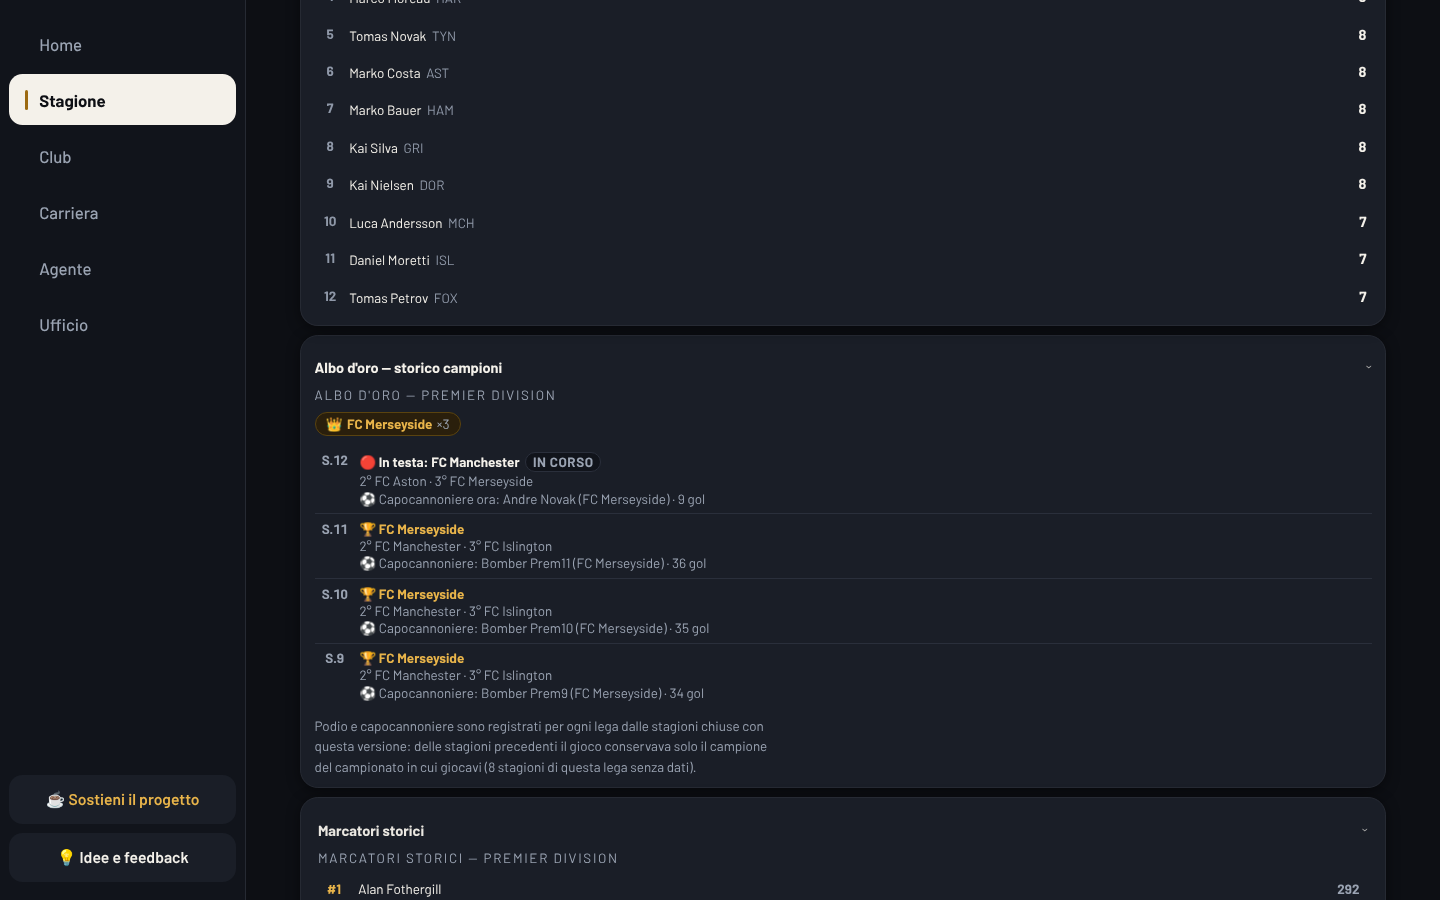 Home
Stagione
Club
Carriera
Agente
Ufficio
☕ Sostieni il progetto
💡 Idee e feedback
5 Tomas Novak TYN 8
6 Marko Costa AST 8
7 Marko Bauer HAM 8
8 Kai Silva GRI 8
9 Kai Nielsen DOR 8
10 Luca Andersson MCH 7
11 Daniel Moretti ISL 7
12 Tomas Petrov FOX 7
Albo d'oro — storico campioni
ALBO D'ORO — PREMIER DIVISION
👑 FC Merseyside ×3
S.12 🔴 In testa: FC Manchester IN CORSO
2° FC Aston · 3° FC Merseyside
⚽ Capocannoniere ora: Andre Novak (FC Merseyside) · 9 gol
S.11 🏆 FC Merseyside
2° FC Manchester · 3° FC Islington
⚽ Capocannoniere: Bomber Prem11 (FC Merseyside) · 36 gol
S.10 🏆 FC Merseyside
2° FC Manchester · 3° FC Islington
⚽ Capocannoniere: Bomber Prem10 (FC Merseyside) · 35 gol
S.9 🏆 FC Merseyside
2° FC Manchester · 3° FC Islington
⚽ Capocannoniere: Bomber Prem9 (FC Merseyside) · 34 gol
Podio e capocannoniere sono registrati per ogni lega dalle stagioni chiuse con
questa versione: delle stagioni precedenti il gioco conservava solo il campione
del campionato in cui giocavi (8 stagioni di questa lega senza dati).
Marcatori storici
MARCATORI STORICI — PREMIER DIVISION
#1 Alan Fothergill 292